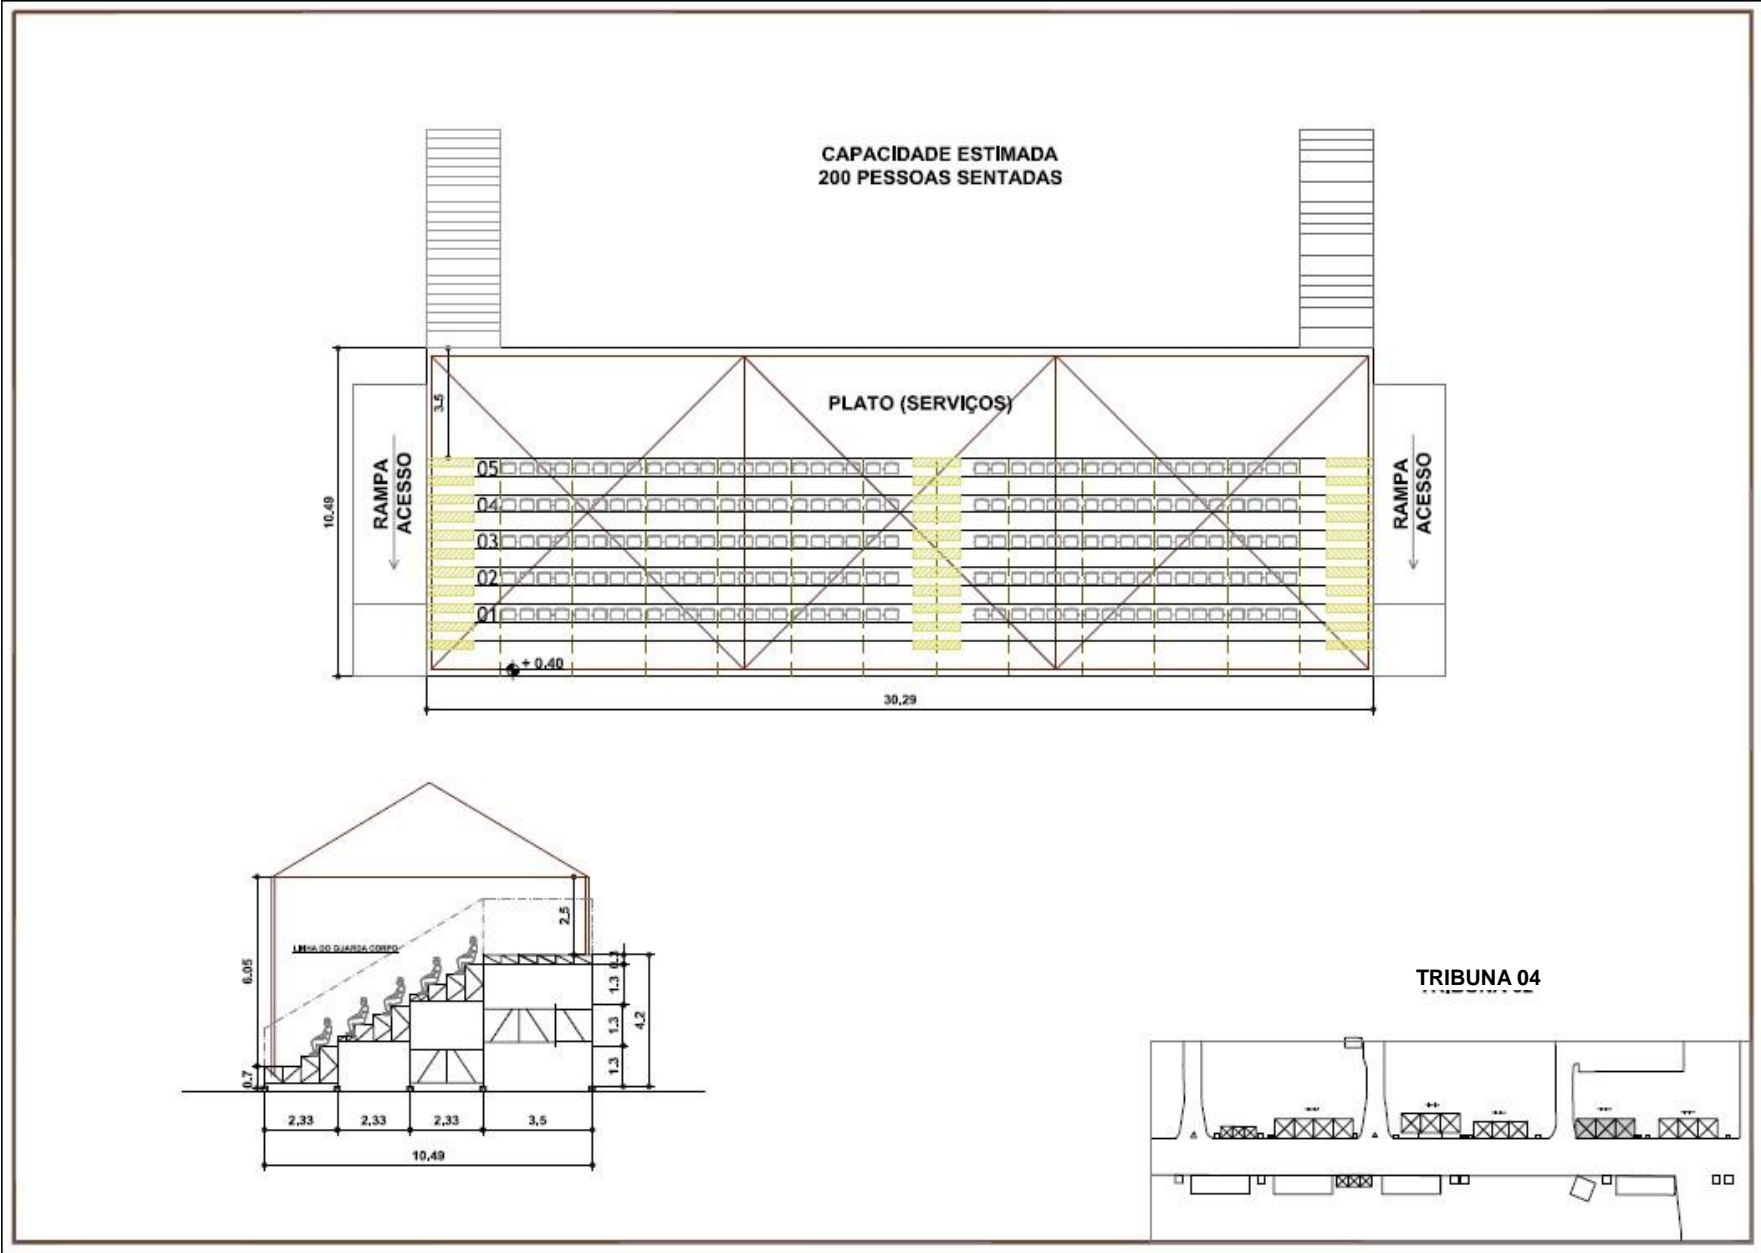 CAPACIDADE ESTIMADA
200 PESSOAS SENTADAS
3.5
PLATO (SERVIÇOS)
RAMPA
ACESSO
10,49
05
04
03
02
01
RAMPA
ACESSO
+ 0,40
30,29
2,5
LINHA DO GUARDA CORPO
6.05
0.3
1.3
1.3
1.3
4.2
0.7
2,33
2,33
2,33
3,5
10,49
TRIBUNA 04